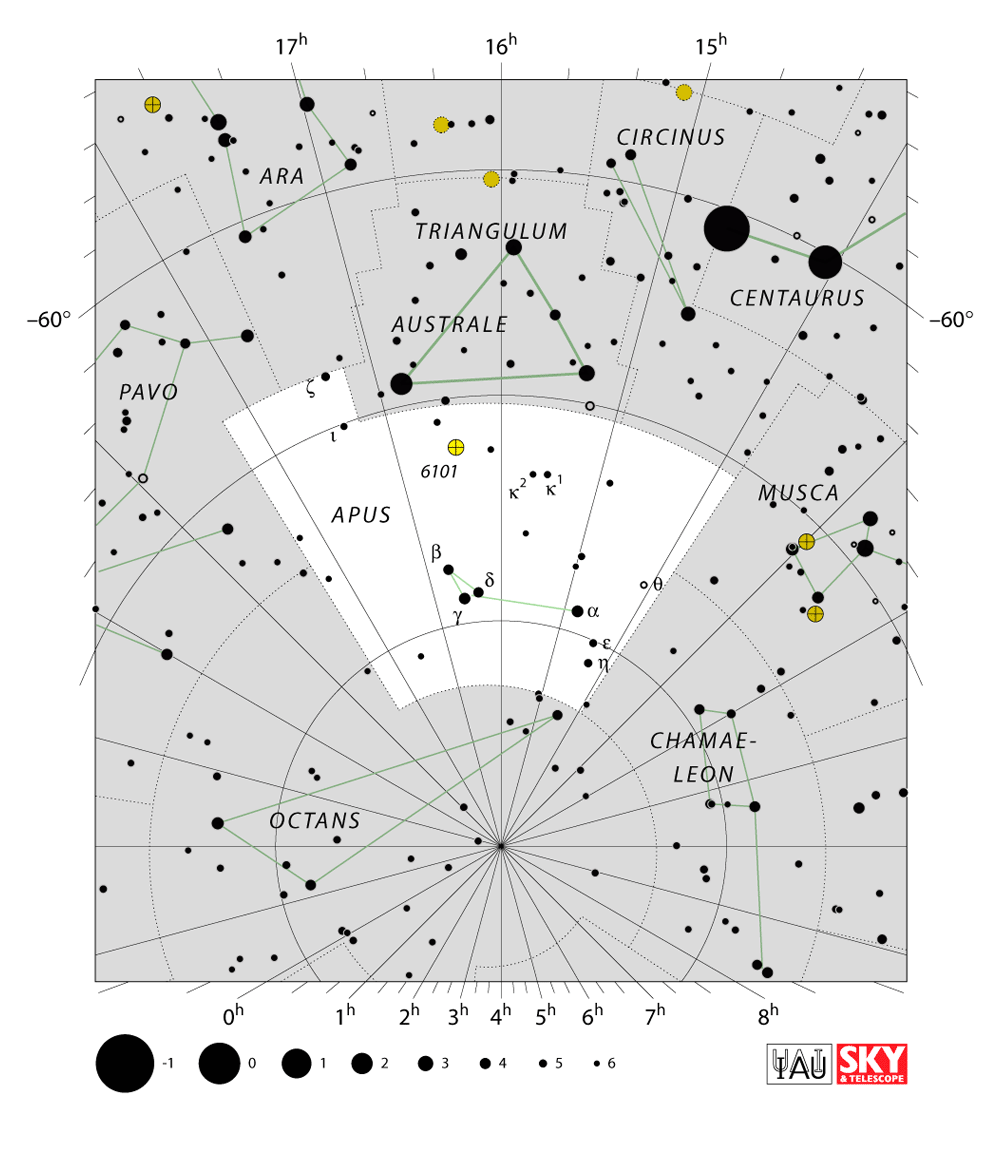 17h 16h 15h
CIRCINUS
ARA
TRIANGULUM
CENTAURUS
–60° –60°
AUSTRALE
PAVO
ζ
ι
6101
κ2 κ1
MUSCA
APUS
β
δ
θ
γ
α
ε
η
CHAMAE-
LEON
OCTANS
0h 1h 2h 3h 4h 5h 6h 7h 8h
-1 0 1 2 3 4 5 6
IAU
UAI
SKY
& TELESCOPE